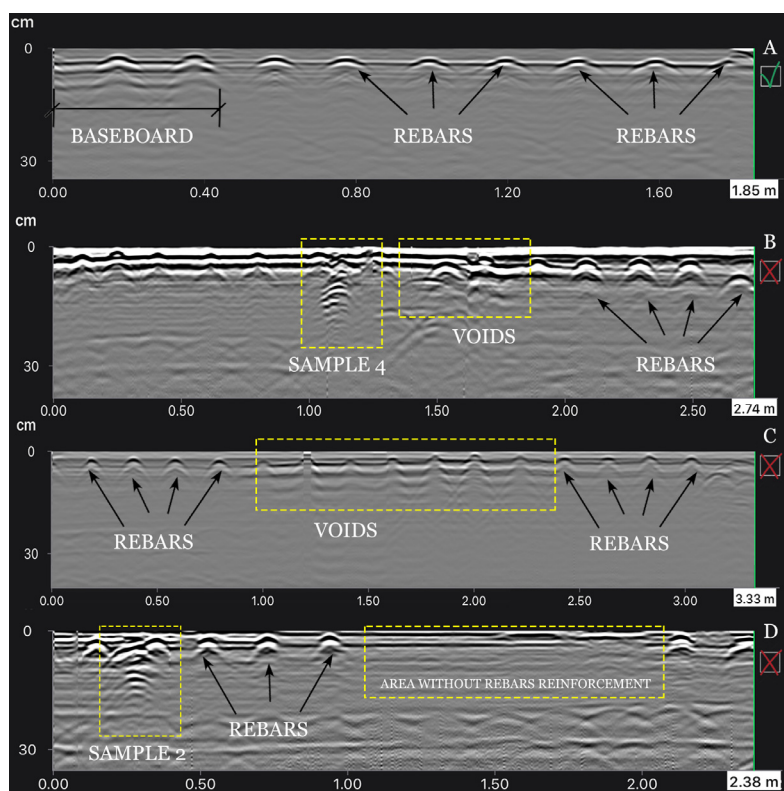 cm
0
A
BASEBOARD
REBARS
REBARS
30
0.00
0.40
0.80
1.20
1.60
1.85 m
cm
0
B
VOIDS
SAMPLE 4
REBARS
30
0.00
0.50
1.00
1.50
2.00
2.50
2.74 m
C
0
VOIDS
REBARS
REBARS
30
0.00
0.50
1.00
1.50
2.00
2.50
3.00
3.33 m
D
0
AREA WITHOUT REBARS REINFORCEMENT
REBARS
SAMPLE 2
30
0.00
0.50
1.00
2.00
2.38 m